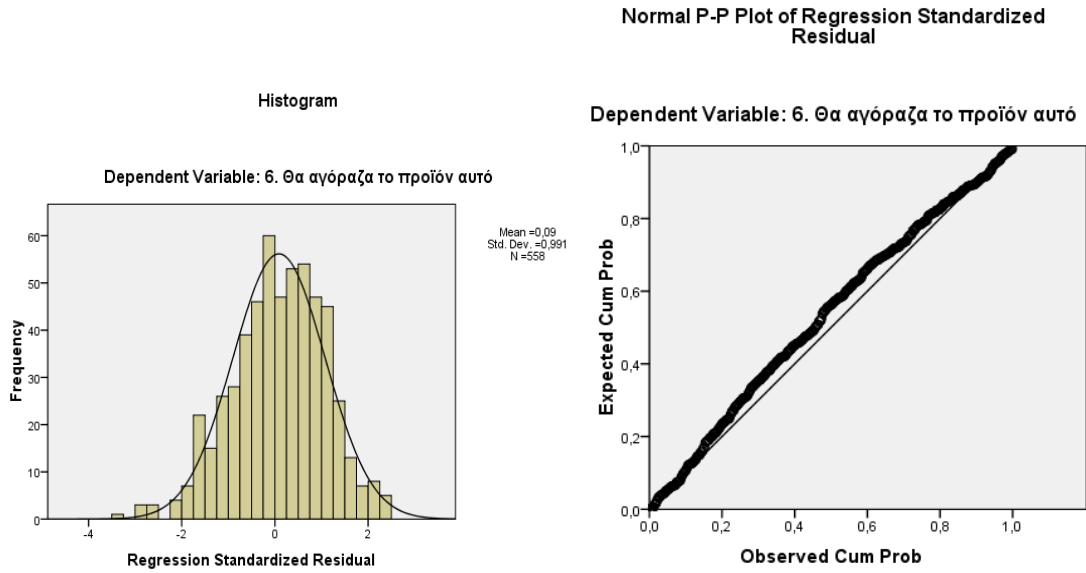 Histogram
Dependent Variable: 6. Θα αγόραζα το προϊόν αυτό
Mean =0,09
Std. Dev. =0,991
N =558
Frequency
60
50
40
30
20
10
0
-4
-2
0
2
Regression Standardized Residual
Normal P-P Plot of Regression Standardized
Residual
Dependent Variable: 6. Θα αγόραζα το προϊόν αυτό
Expected Cum Prob
1,0
0,8
0,6
0,4
0,2
0,0
0,0
0,2
0,4
0,6
0,8
1,0
Observed Cum Prob